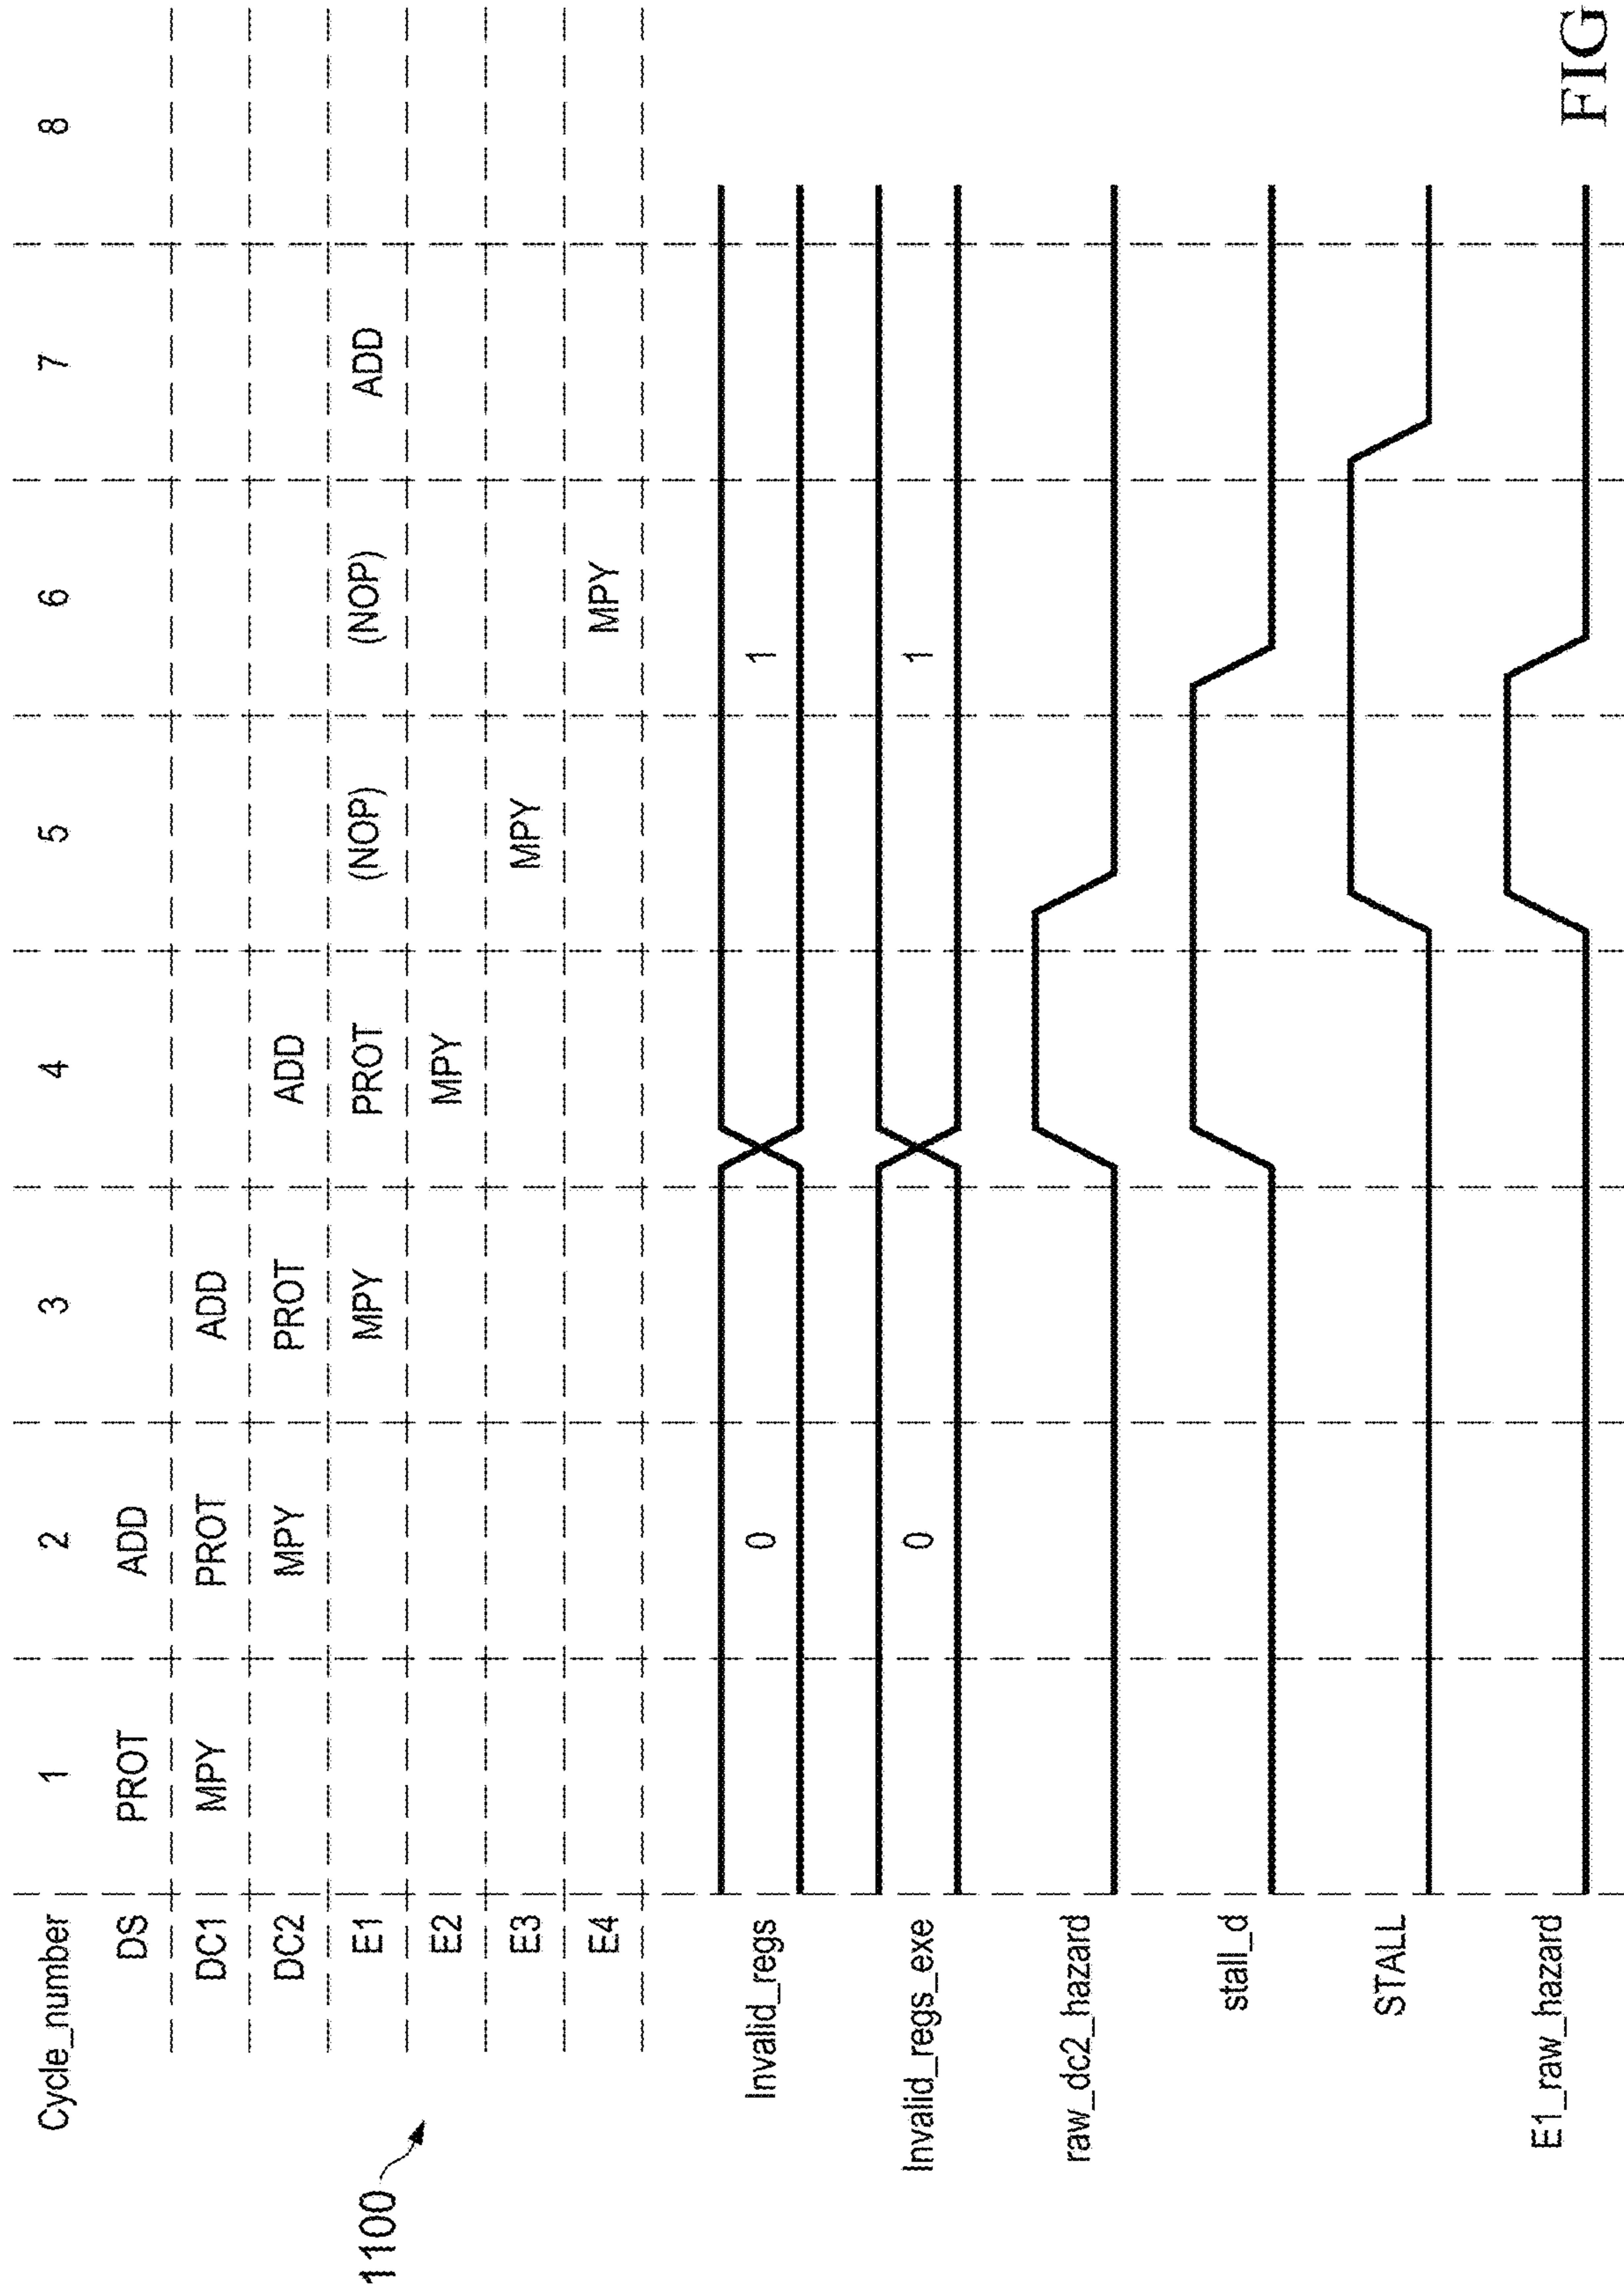 Cycle_number 1 2 3 4 5 6 7 8
DS PROT ADD
DC1 MPY PROT ADD
DC2 MPY PROT ADD
E1 MPY PROT (NOP) (NOP) ADD
E2 MPY
E3 MPY
E4 MPY
1100
Invalid_regs 0 1
Invalid_regs_exe 0 1
raw_dc2_hazard
stall_d
STALL
E1_raw_hazard
FIG